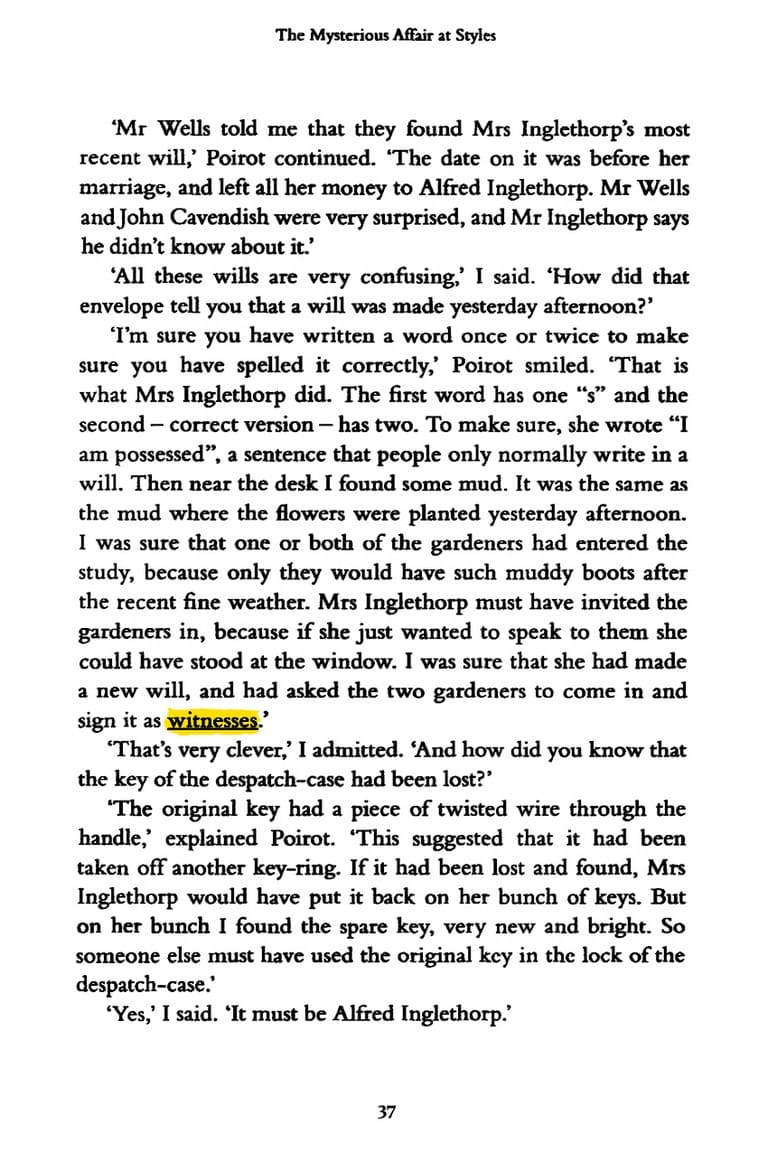 The Mysterious Affair at Styles
‘Mr Wells told me that they found Mrs Inglethorp’s most
recent will,’ Poirot continued. ‘The date on it was before her
marriage, and left all her money to Alfred Inglethorp. Mr Wells
and John Cavendish were very surprised, and Mr Inglethorp says
he didn’t know about it.’
‘All these wills are very confusing,’ I said. ‘How did that
envelope tell you that a will was made yesterday afternoon?’
‘I’m sure you have written a word once or twice to make
sure you have spelled it correctly,’ Poirot smiled. ‘That is
what Mrs Inglethorp did. The first word has one “s” and the
second – correct version – has two. To make sure, she wrote “I
am possessed”, a sentence that people only normally write in a
will. Then near the desk I found some mud. It was the same as
the mud where the flowers were planted yesterday afternoon.
I was sure that one or both of the gardeners had entered the
study, because only they would have such muddy boots after
the recent fine weather. Mrs Inglethorp must have invited the
gardeners in, because if she just wanted to speak to them she
could have stood at the window. I was sure that she had made
a new will, and had asked the two gardeners to come in and
sign it as witnesses.’
‘That’s very clever,’ I admitted. ‘And how did you know that
the key of the despatch-case had been lost?’
‘The original key had a piece of twisted wire through the
handle,’ explained Poirot. ‘This suggested that it had been
taken off another key-ring. If it had been lost and found, Mrs
Inglethorp would have put it back on her bunch of keys. But
on her bunch I found the spare key, very new and bright. So
someone else must have used the original key in the lock of the
despatch-case.’
‘Yes,’ I said. ‘It must be Alfred Inglethorp.’
37